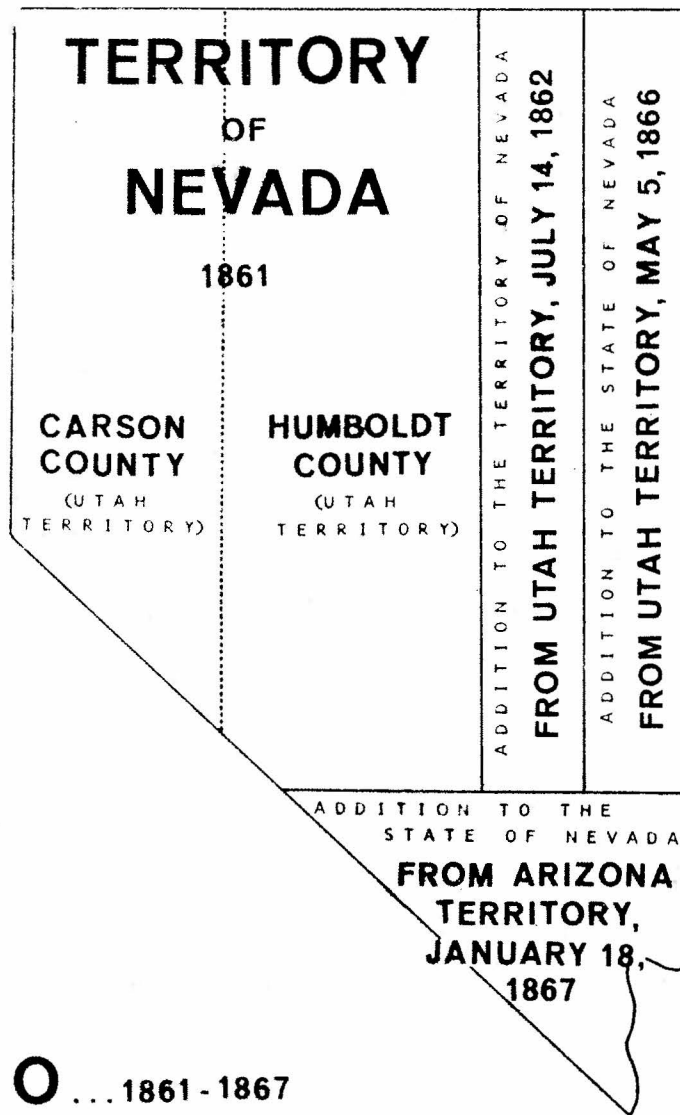 TERRITORY
OF
NEVADA
1861
CARSON
COUNTY
(UTAH
TERRITORY)
HUMBOLDT
COUNTY
(UTAH
TERRITORY)
ADDITION TO THE TERRITORY OF NEVADA
FROM UTAH TERRITORY, JULY 14, 1862
ADDITION TO THE STATE OF NEVADA
FROM UTAH TERRITORY, MAY 5, 1866
ADDITION TO THE
STATE OF NEVADA
FROM ARIZONA
TERRITORY,
JANUARY 18,
1867
O...1861-1867